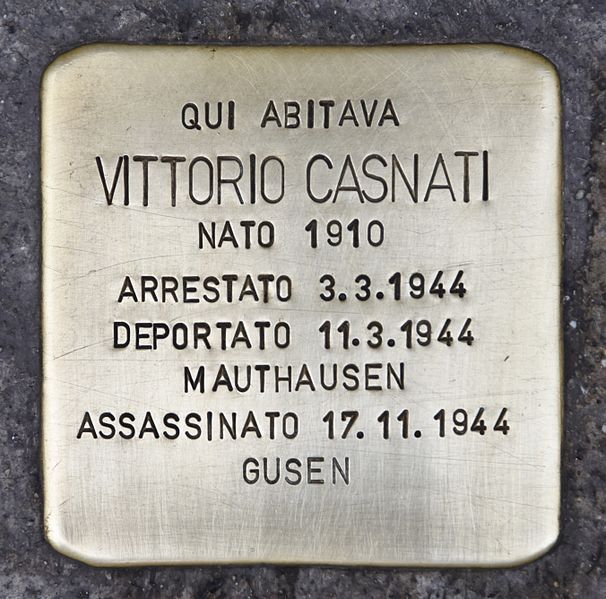 QUI ABITAVA
VITTORIO CASNATI
NATO 1910
ARRESTATO 3.3.1944
DEPORTATO 11.3.1944
MAUTHAUSEN
ASSASSINATO 17.11.1944
GUSEN